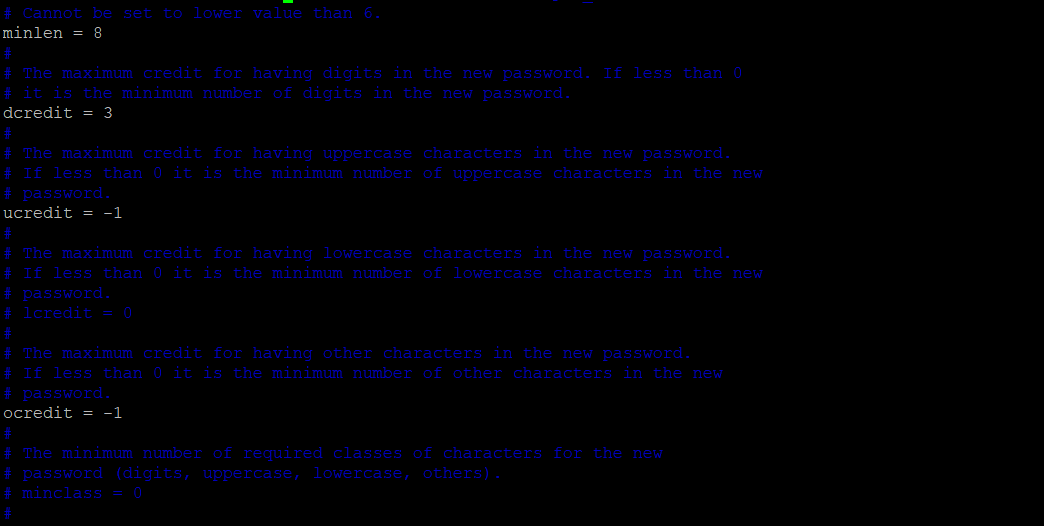 # Cannot be set to lower value than 6.
minlen = 8
#
# The maximum credit for having digits in the new password. If less than 0
# it is the minimum number of digits in the new password.
dcredit = 3
#
# The maximum credit for having uppercase characters in the new password.
# If less than 0 it is the minimum number of uppercase characters in the new
# password.
ucredit = -1
#
# The maximum credit for having lowercase characters in the new password.
# If less than 0 it is the minimum number of lowercase characters in the new
# password.
# lcredit = 0
#
# The maximum credit for having other characters in the new password.
# If less than 0 it is the minimum number of other characters in the new
# password.
ocredit = -1
#
# The minimum number of required classes of characters for the new
# password (digits, uppercase, lowercase, others).
# minclass = 0
#